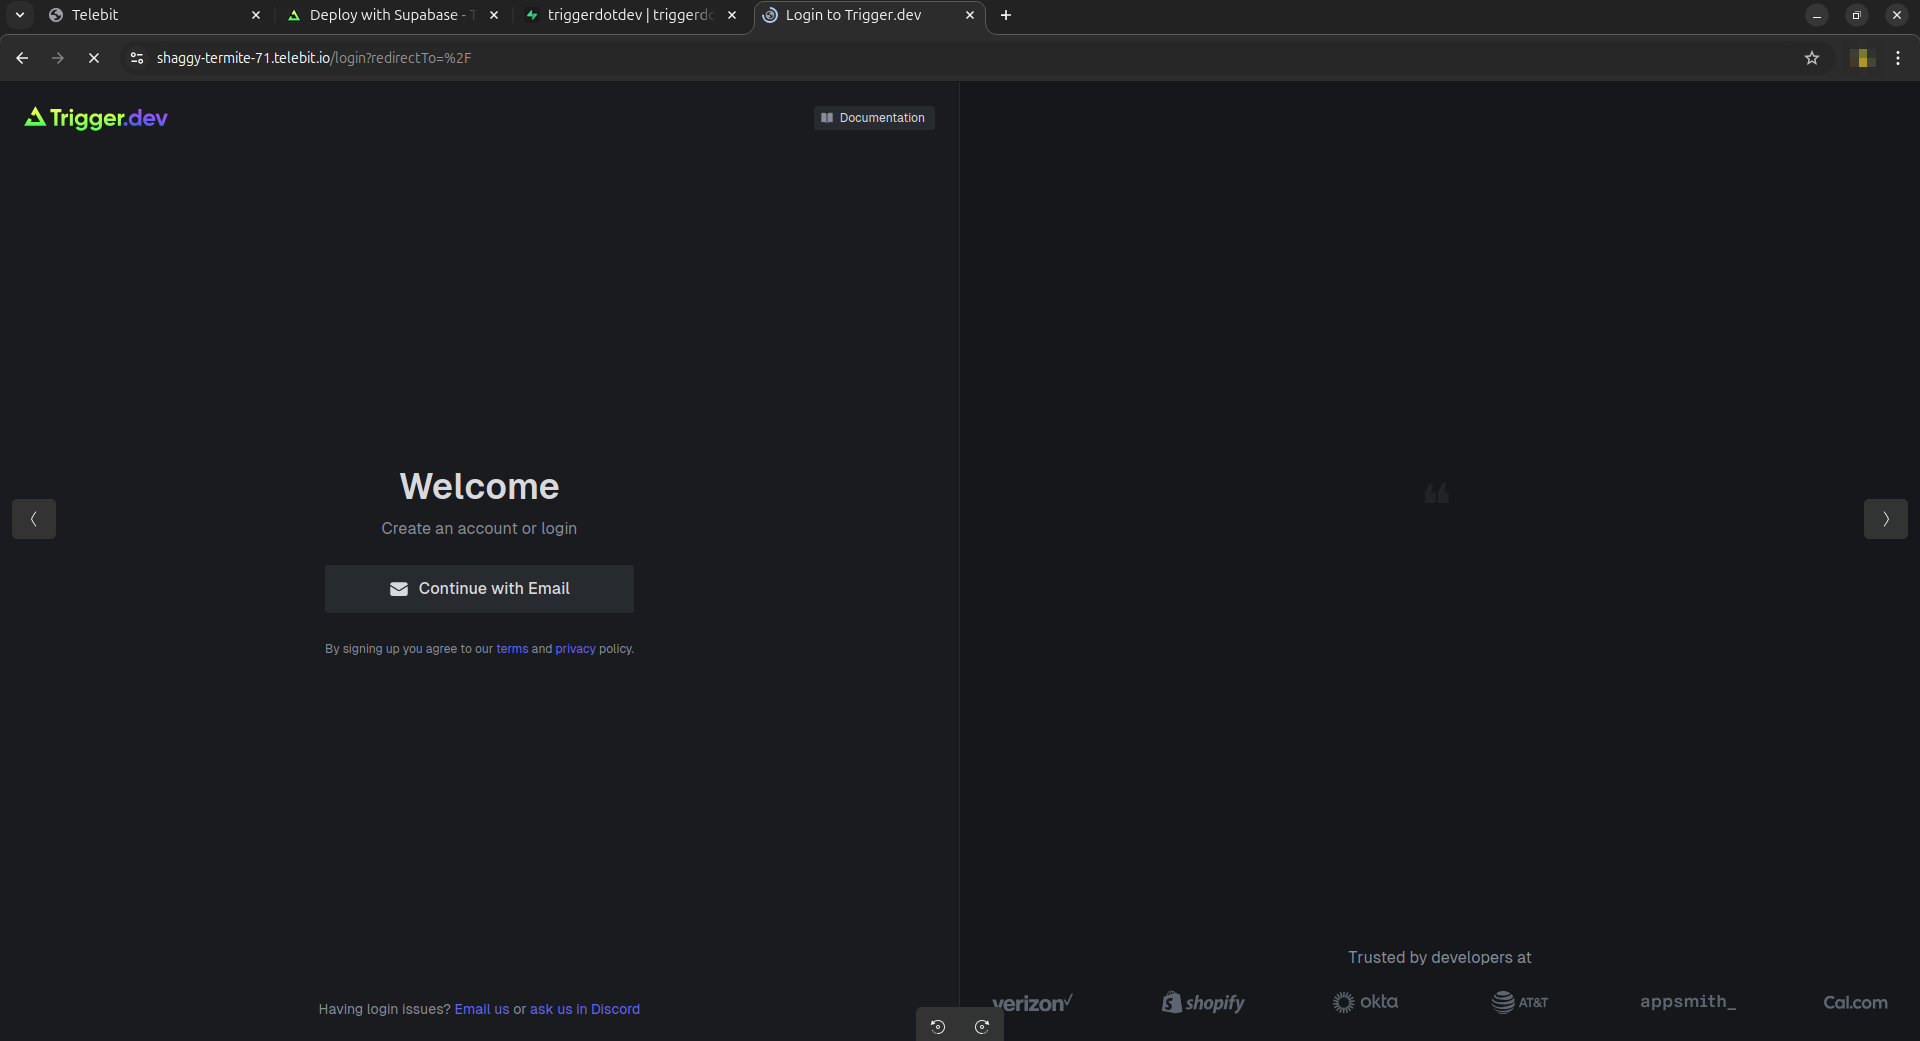 Telebit
Deploy with Supabase - T
triggerdotdev | triggerdo
Login to Trigger.dev
shaggy-termite-71.telebit.io/login?redirectTo=%2F
Trigger.dev
Documentation
Welcome
Create an account or login
Continue with Email
By signing up you agree to our terms and privacy policy.
Having login issues? Email us or ask us in Discord
❝
Trusted by developers at
verizon✓
shopify
okta
AT&T
appsmith_
Cal.com